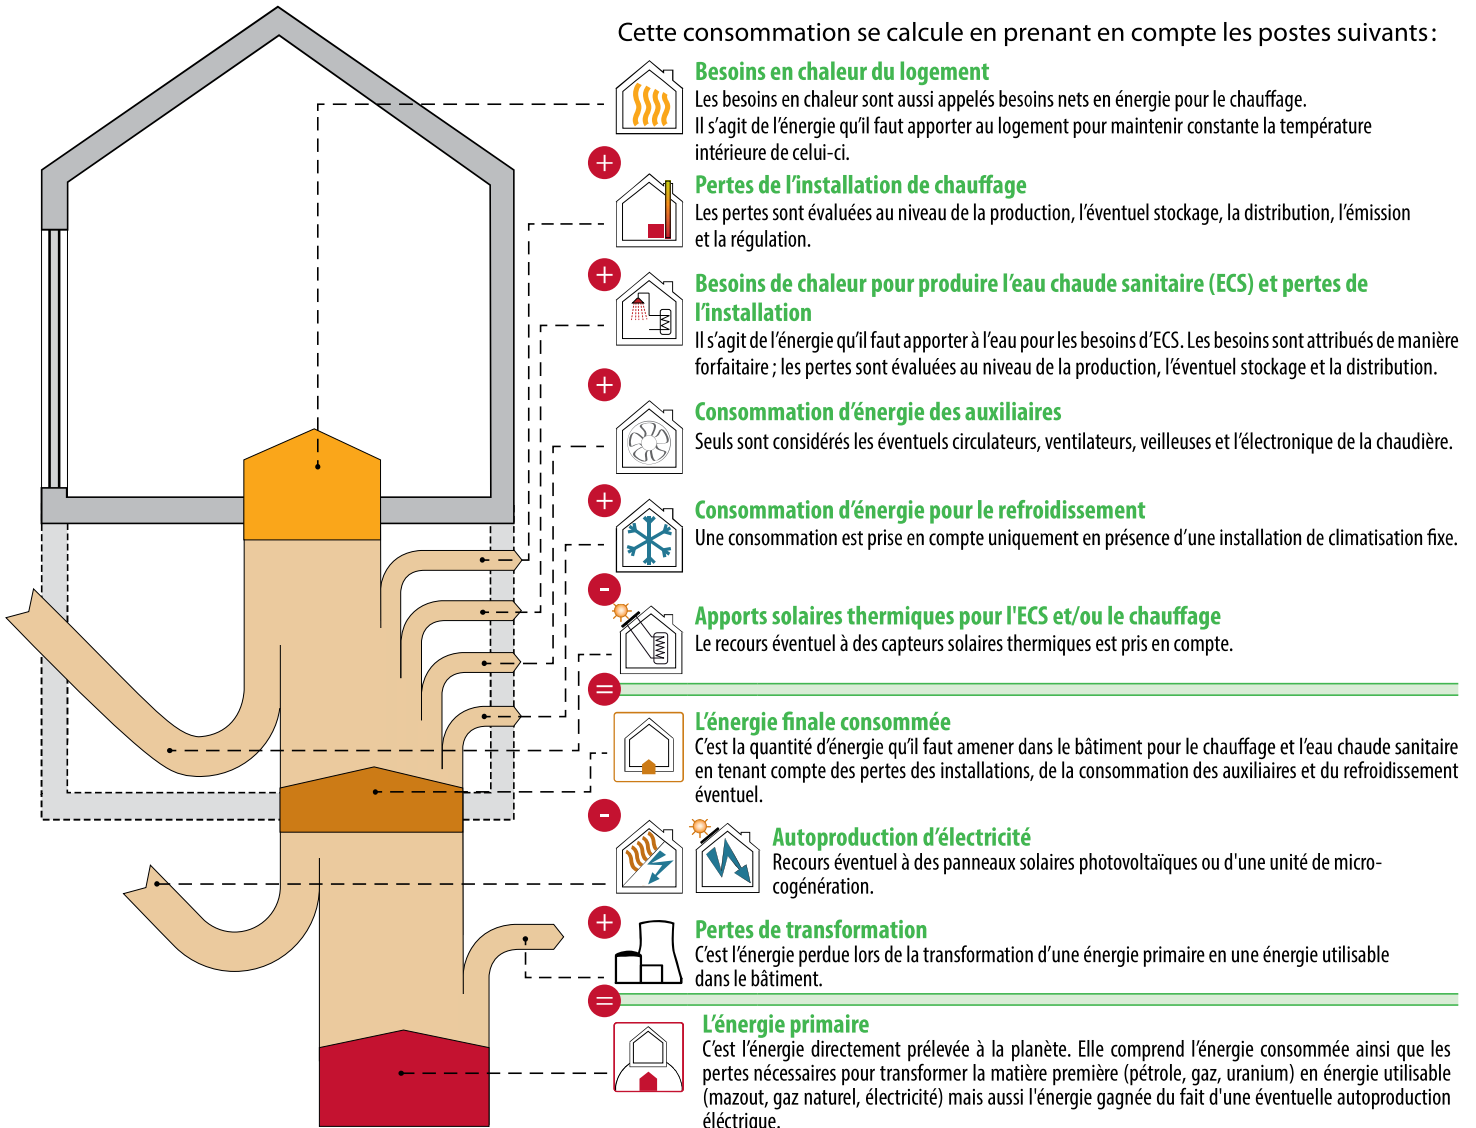 Cette consommation se calcule en prenant en compte les postes suivants :
Besoins en chaleur du logement
Les besoins en chaleur sont aussi appelés besoins nets en énergie pour le chauffage.
Il s’agit de l’énergie qu’il faut apporter au logement pour maintenir constante la température
intérieure de celui-ci.
+
Pertes de l’installation de chauffage
Les pertes sont évaluées au niveau de la production, l’éventuel stockage, la distribution, l’émission
et la régulation.
+
Besoins de chaleur pour produire l’eau chaude sanitaire (ECS) et pertes de
l’installation
Il s’agit de l’énergie qu’il faut apporter à l’eau pour les besoins d’ECS. Les besoins sont attribués de manière
forfaitaire ; les pertes sont évaluées au niveau de la production, l’éventuel stockage et la distribution.
+
Consommation d’énergie des auxiliaires
Seuls sont considérés les éventuels circulateurs, ventilateurs, veilleuses et l’électronique de la chaudière.
+
Consommation d’énergie pour le refroidissement
Une consommation est prise en compte uniquement en présence d’une installation de climatisation fixe.
-
Apports solaires thermiques pour l'ECS et/ou le chauffage
Le recours éventuel à des capteurs solaires thermiques est pris en compte.
=
L’énergie finale consommée
C’est la quantité d’énergie qu’il faut amener dans le bâtiment pour le chauffage et l’eau chaude sanitaire
en tenant compte des pertes des installations, de la consommation des auxiliaires et du refroidissement
éventuel.
-
Autoproduction d’électricité
Recours éventuel à des panneaux solaires photovoltaïques ou d'une unité de micro-
cogénération.
+
Pertes de transformation
C’est l’énergie perdue lors de la transformation d’une énergie primaire en une énergie utilisable
dans le bâtiment.
=
L’énergie primaire
C’est l’énergie directement prélevée à la planète. Elle comprend l’énergie consommée ainsi que les
pertes nécessaires pour transformer la matière première (pétrole, gaz, uranium) en énergie utilisable
(mazout, gaz naturel, électricité) mais aussi l'énergie gagnée du fait d'une éventuelle autoproduction
éléctrique.